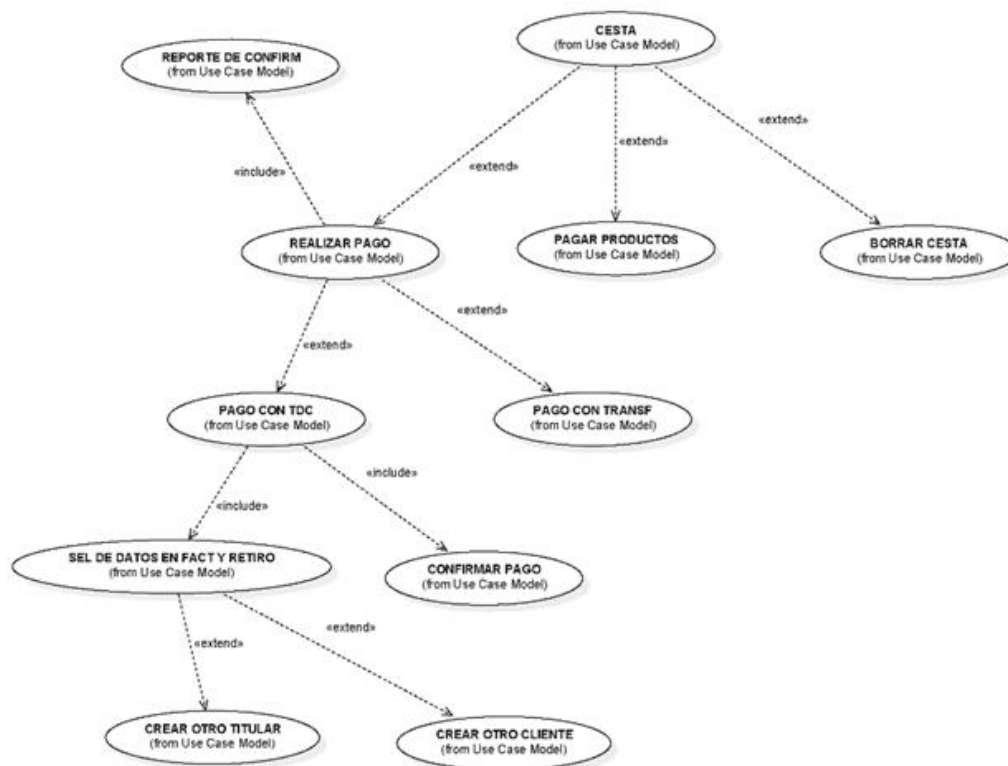 CESTA
(from Use Case Model)
REPORTE DE CONFIRM
(from Use Case Model)
«extend»
«extend»
«extend»
«include»
REALIZAR PAGO
(from Use Case Model)
PAGAR PRODUCTOS
(from Use Case Model)
BORRAR CESTA
(from Use Case Model)
«extend»
«extend»
PAGO CON TDC
(from Use Case Model)
PAGO CON TRANSF
(from Use Case Model)
«include»
«include»
SEL DE DATOS EN FACT Y RETIRO
(from Use Case Model)
CONFIRMAR PAGO
(from Use Case Model)
«extend»
«extend»
CREAR OTRO TITULAR
(from Use Case Model)
CREAR OTRO CLIENTE
(from Use Case Model)